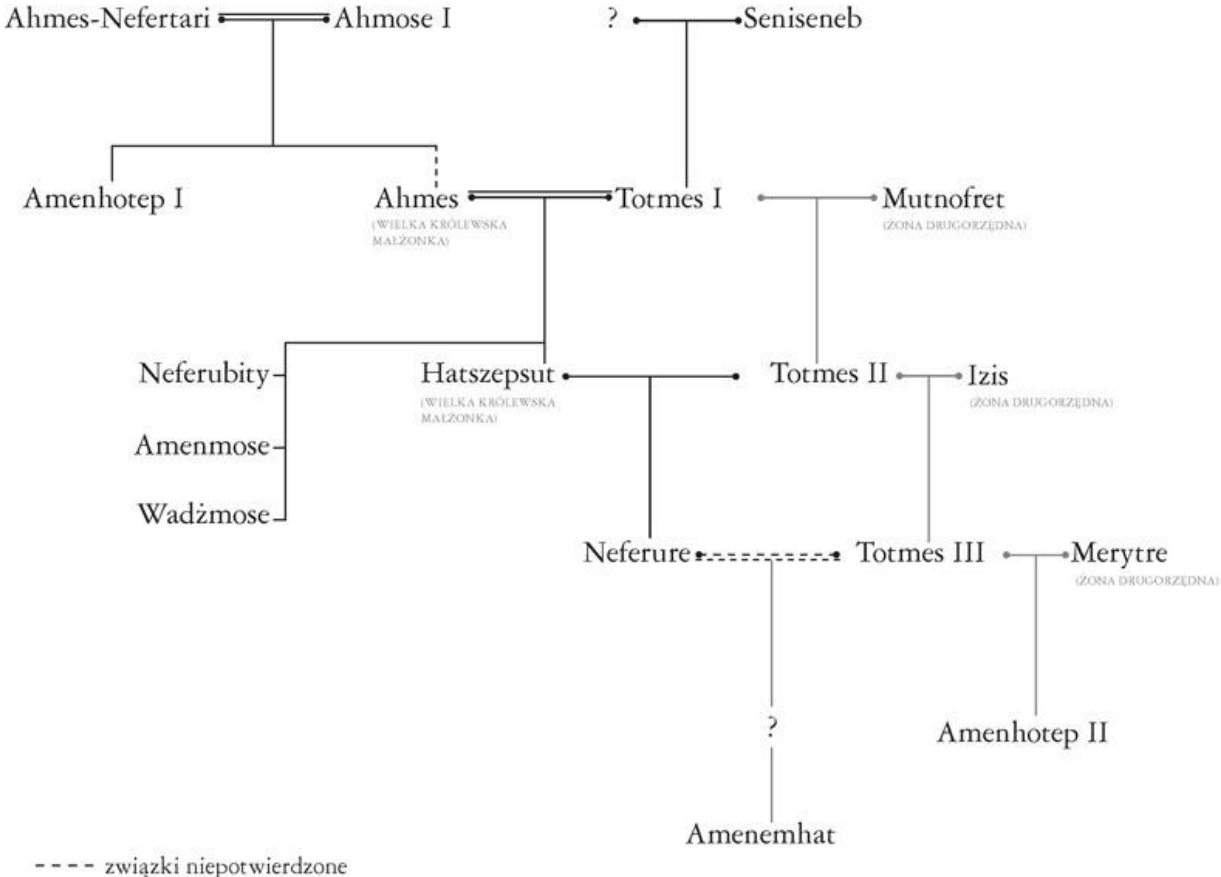 Ahmes-Nefertari Ahmose I ? Seniseneb
Amenhotep I Ahmes Totmes I Mutnofret
(WIELKA KRÓLEWSKA
MAŁŻONKA)
(ŻONA DRUGORZĘDNA)
Neferubity Hatszepsut Totmes II Izis
(WIELKA KRÓLEWSKA
MAŁŻONKA)
(ŻONA DRUGORZĘDNA)
Amenmose
Wadżmose
Neferure Totmes III Merytre
(ŻONA DRUGORZĘDNA)
?
Amenhotep II
Amenemhat
---- związki niepotwierdzone